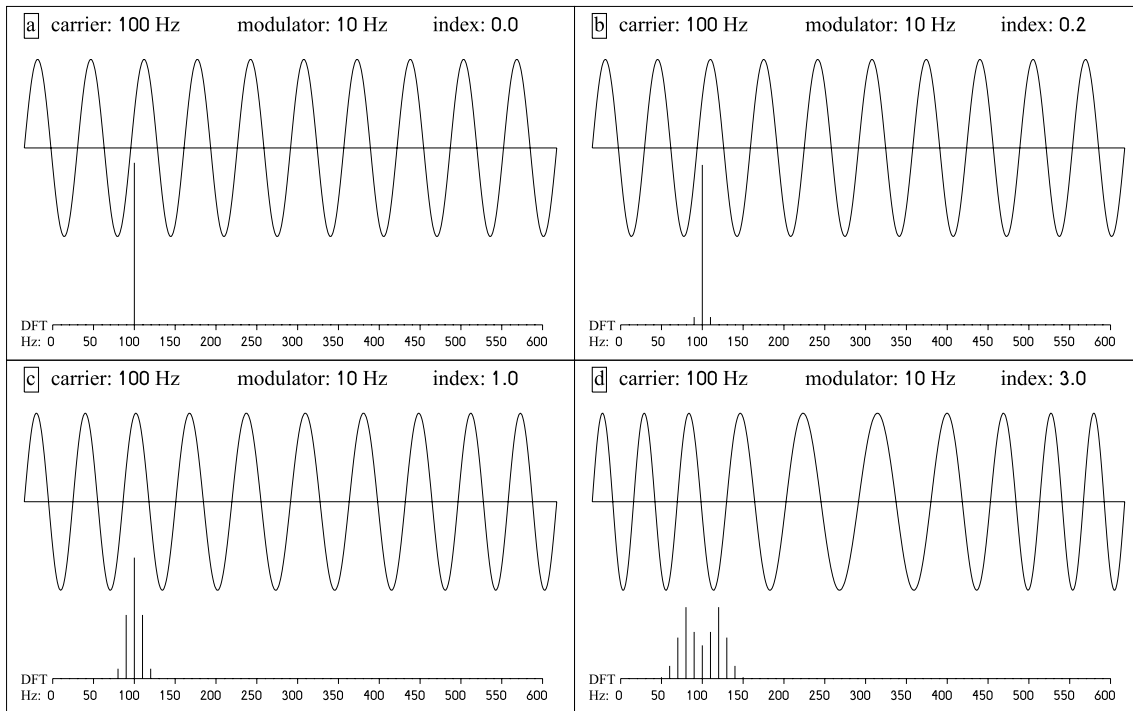 a carrier: 100 Hz modulator: 10 Hz index: 0.0
DFT
Hz: 0 50 100 150 200 250 300 350 400 450 500 550 600
b carrier: 100 Hz modulator: 10 Hz index: 0.2
DFT
Hz: 0 50 100 150 200 250 300 350 400 450 500 550 600
c carrier: 100 Hz modulator: 10 Hz index: 1.0
DFT
Hz: 0 50 100 150 200 250 300 350 400 450 500 550 600
d carrier: 100 Hz modulator: 10 Hz index: 3.0
DFT
Hz: 0 50 100 150 200 250 300 350 400 450 500 550 600